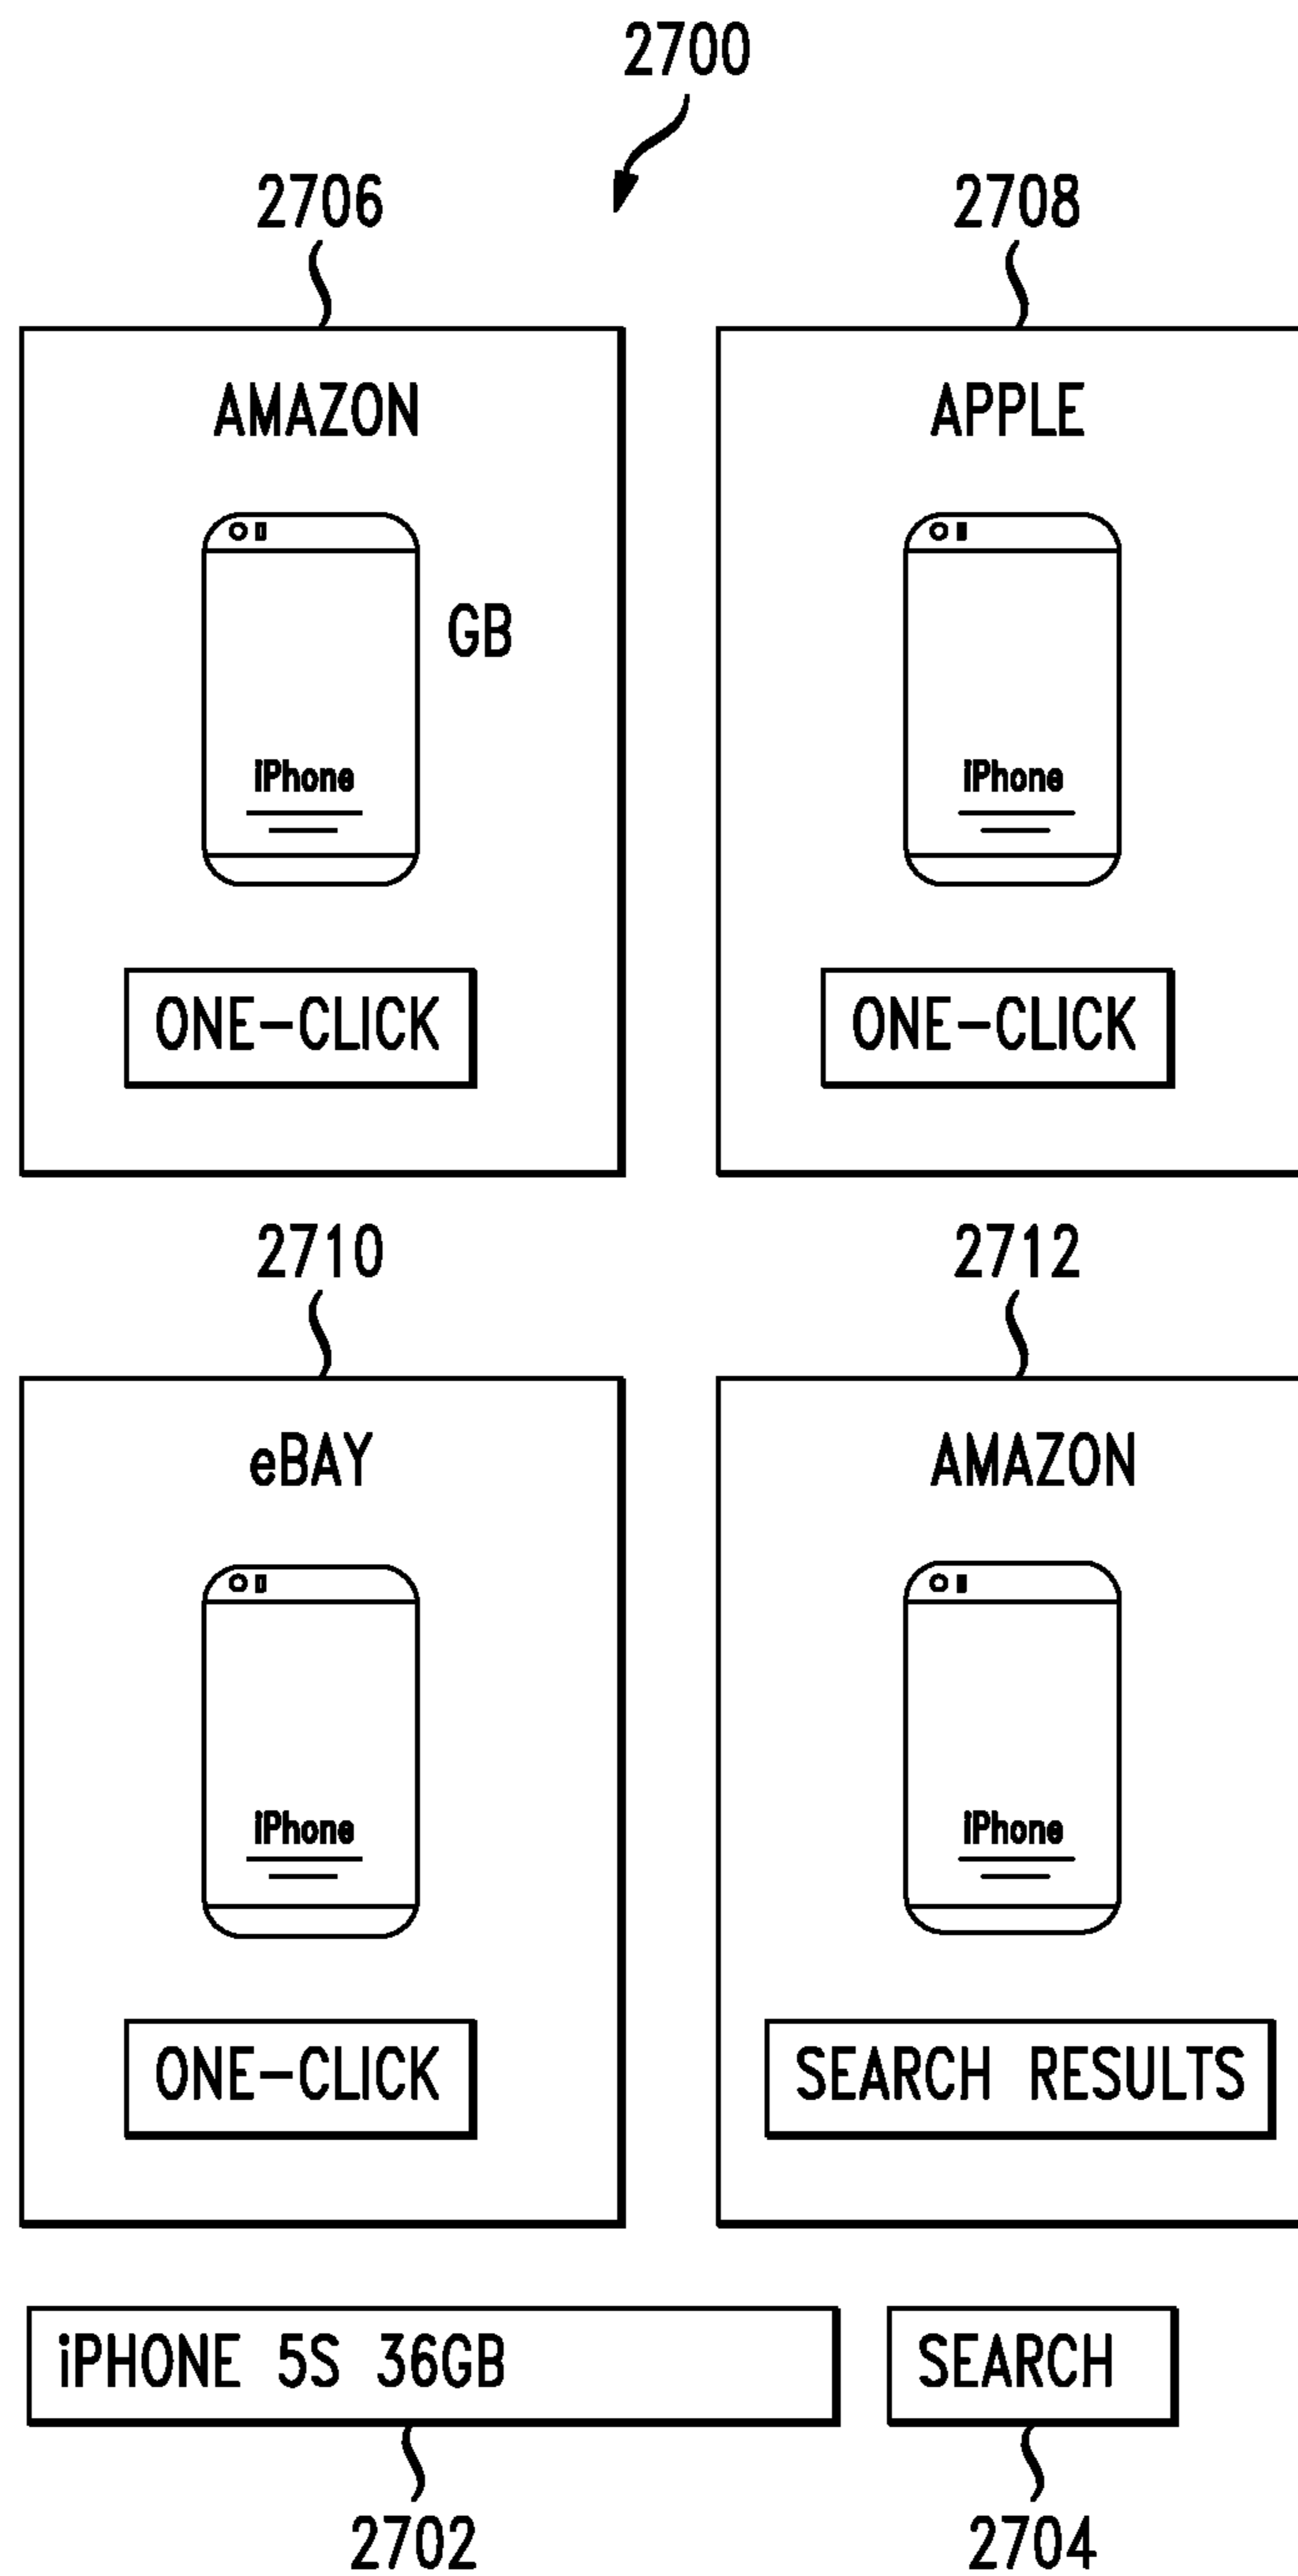 2700
2706
2708
AMAZON
APPLE
GB
iPhone
iPhone
ONE-CLICK
ONE-CLICK
2710
2712
eBAY
AMAZON
iPhone
iPhone
ONE-CLICK
SEARCH RESULTS
iPHONE 5S 36GB
SEARCH
2702
2704